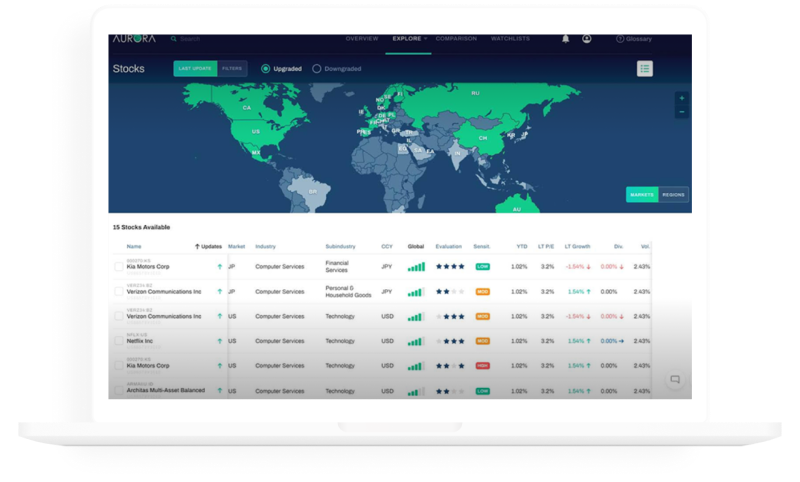 AURORA Search OVERVIEW EXPLORE COMPARISON WATCHLISTS Glossary
Stocks LAST UPDATE FILTERS Upgraded Downgraded
RU
CA
US
CH
MX
IN
BR
AU
MARKETS REGIONS
15 Stocks Available
Name Updates Market Industry Subindustry CCY Global Evaluation Sensit. YTD LT P/E LT Growth Div. Vol.
Kia Motors Corp JP Computer Services Financial Services JPY LOW 1.02% 3.2% -1.54% 0.00% 2.43%
Verizon Communications Inc JP Computer Services Personal & Household Goods JPY MOD 1.02% 3.2% 1.54% 0.00% 2.43%
Verizon Communications Inc US Computer Services Technology USD MOD 1.02% 3.2% -1.54% 0.00% 2.43%
Netflix Inc US Computer Services Technology USD MOD 1.02% 3.2% 1.54% 0.00% 2.43%
Kia Motors Corp US Computer Services Technology USD HIGH 1.02% 3.2% 1.54% 0.00% 2.43%
Architas Multi-Asset Balanced US Computer Services Technology USD LOW 1.02% 3.2% 1.54% 0.00% 2.43%